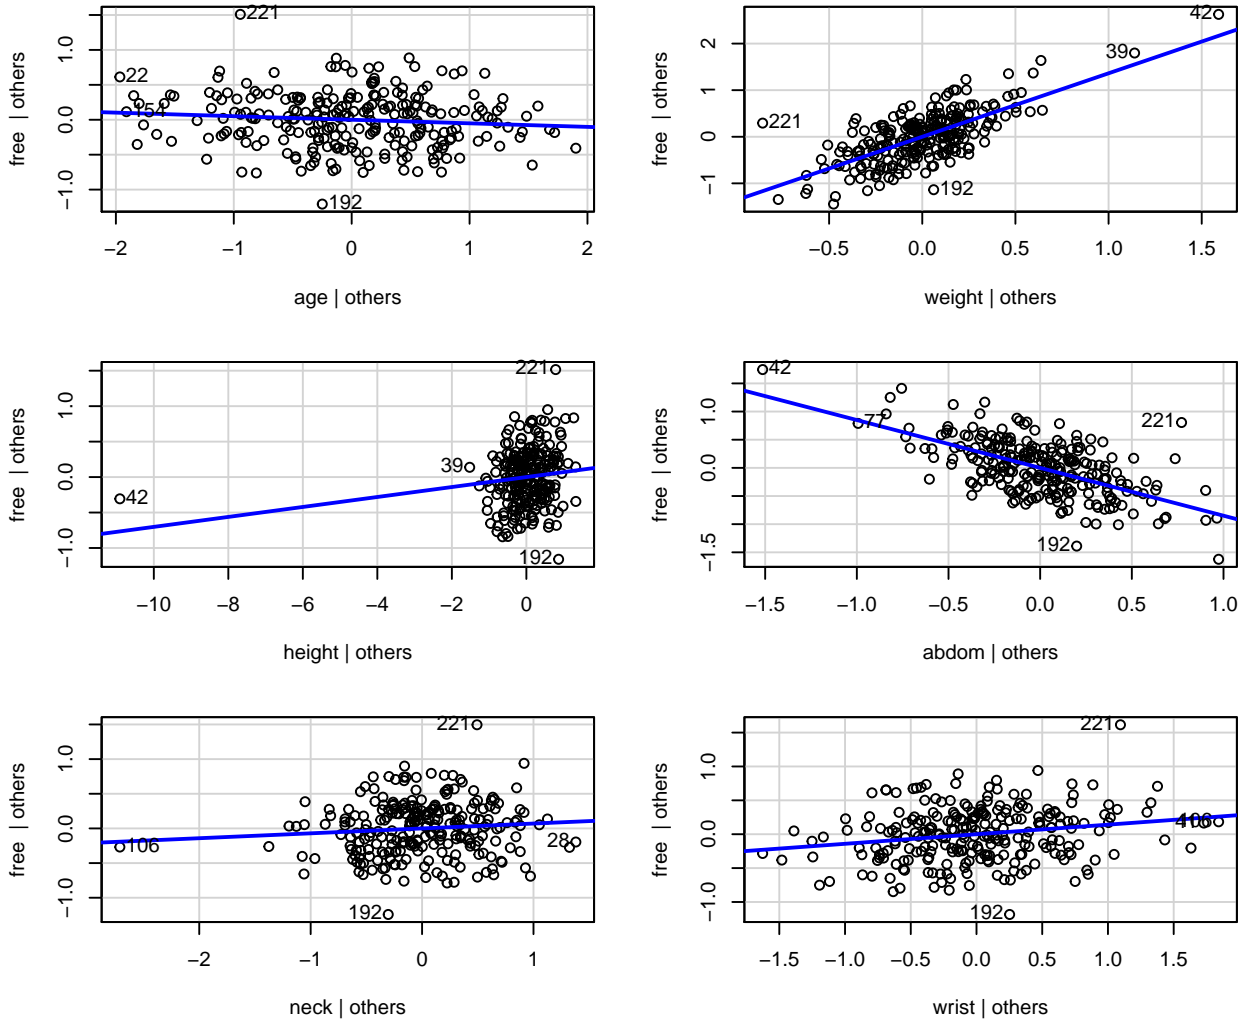 free | others
−1.0 0.0 1.0
221
22
154
192
−2 −1 0 1 2
age | others
free | others
−1 0 1 2
42
39
221
192
−0.5 0.0 0.5 1.0 1.5
weight | others
free | others
−1.0 0.0 1.0
221
39
42
192
−10 −8 −6 −4 −2 0
height | others
free | others
−1.5 0.0 1.0
42
77
221
192
−1.5 −1.0 −0.5 0.0 0.5 1.0
abdom | others
free | others
−1.0 0.0 1.0
221
106
28
192
−2 −1 0 1
neck | others
free | others
−1.0 0.0 1.0
221
192
−1.5 −1.0 −0.5 0.0 0.5 1.0 1.5
wrist | others